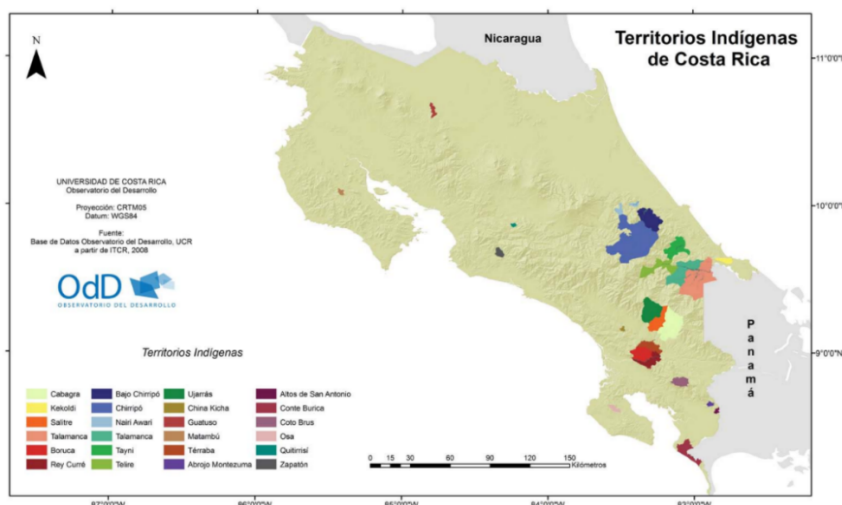 Territorios Indígenas
de Costa Rica
Nicaragua
N
11°0'0"N
UNIVERSIDAD DE COSTA RICA
Observatorio del Desarrollo
Proyección: CRTM05
Datum: WGS84
Fuente:
Base de Datos Observatorio del Desarrollo, UCR
a partir de ITCR, 2008
10°0'0"N
OdD
OBSERVATORIO DEL DESARROLLO
Panamá
9°0'0"N
Territorios Indígenas
Cabagra
Kekoldi
Salitre
Talamanca
Boruca
Rey Curré
Bajo Chirripó
Chirripó
Nairi Awari
Talamanca
Tayni
Telire
Ujarrás
China Kicha
Guatuso
Matambú
Térraba
Abrojo Montezuma
Altos de San Antonio
Conte Burica
Coto Brus
Osa
Quitirrisí
Zapatón
0 15 30 60 90 120 150
Kilómetros